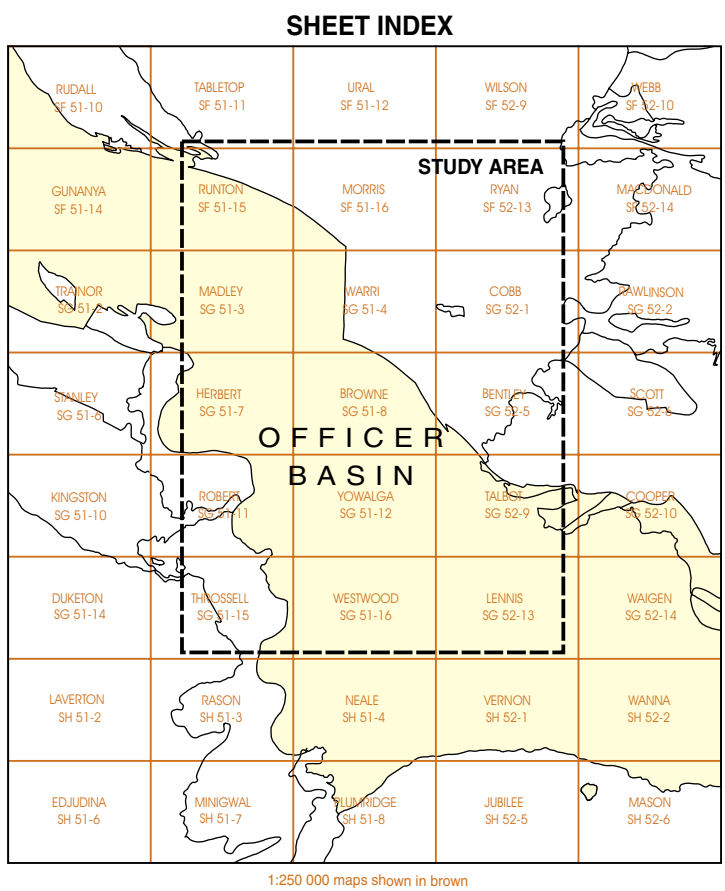 SHEET INDEX
RUDALL
SF 51-10
TABLETOP
SF 51-11
URAL
SF 51-12
WILSON
SF 52-9
WEBB
SF 52-10
STUDY AREA
GUNANYA
SF 51-14
RUNTON
SF 51-15
MORRIS
SF 51-16
RYAN
SF 52-13
MACDONALD
SF 52-14
TRAINOR
SG 51-2
MADLEY
SG 51-3
WARRI
SG 51-4
COBB
SG 52-1
RAWLINSON
SG 52-2
STANLEY
SG 51-6
HERBERT
SG 51-7
BROWNE
SG 51-8
BENTLEY
SG 52-5
SCOTT
SG 52-6
OFFICER
BASIN
KINGSTON
SG 51-10
ROBERT
SG 51-11
YOWALGA
SG 51-12
TALBOT
SG 52-9
COOPER
SG 52-10
DUKETON
SG 51-14
THROSSELL
SG 51-15
WESTWOOD
SG 51-16
LENNIS
SG 52-13
WAIGEN
SG 52-14
LAVERTON
SH 51-2
RASON
SH 51-3
NEALE
SH 51-4
VERNON
SH 52-1
WANNA
SH 52-2
EDJUDINA
SH 51-6
MINIGWAL
SH 51-7
PLUMRIDGE
SH 51-8
JUBILEE
SH 52-5
MASON
SH 52-6
1:250 000 maps shown in brown